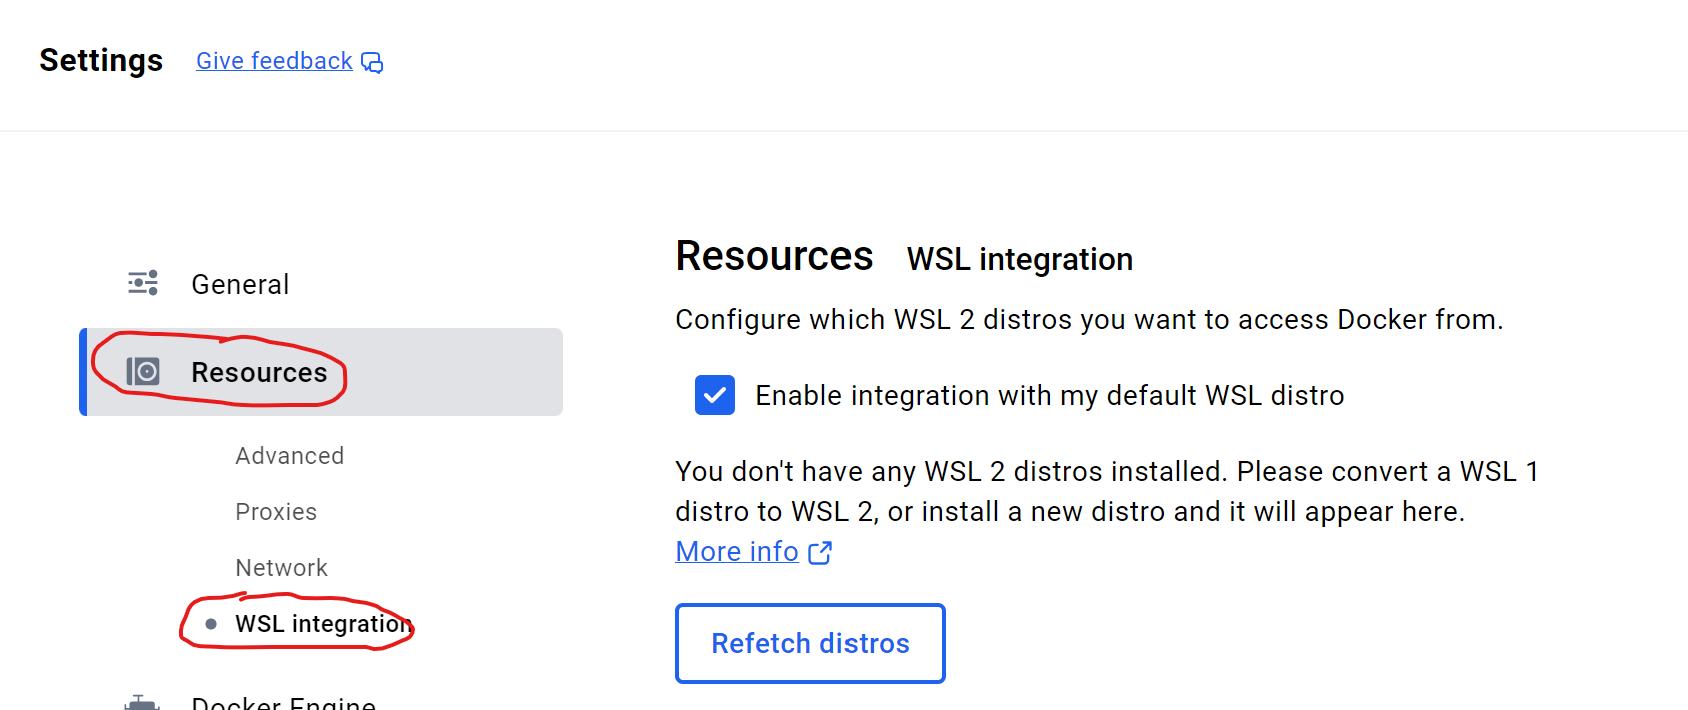 Settings Give feedback
General
Resources
Advanced
Proxies
Network
WSL integration
Docker Engine
Resources WSL integration
Configure which WSL 2 distros you want to access Docker from.
Enable integration with my default WSL distro
You don't have any WSL 2 distros installed. Please convert a WSL 1
distro to WSL 2, or install a new distro and it will appear here.
More info
Refetch distros